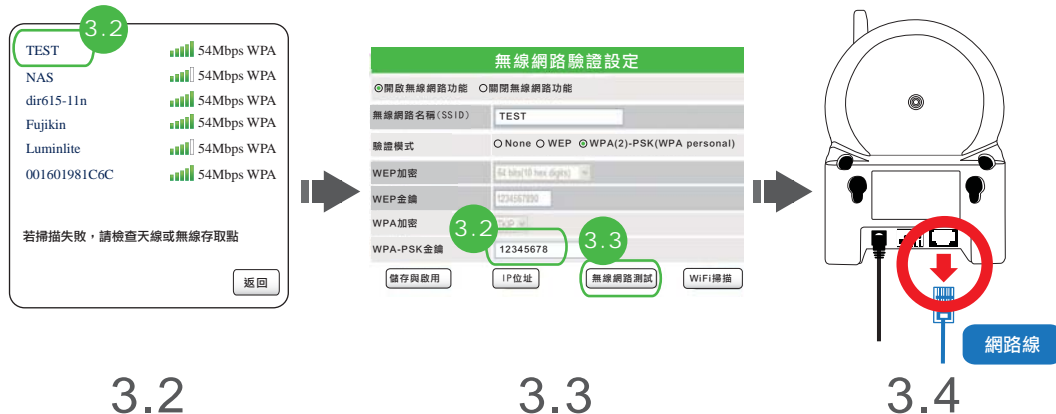 3.2
TEST 54Mbps WPA
NAS 54Mbps WPA
dir615-11n 54Mbps WPA
Fujikin 54Mbps WPA
Luminlite 54Mbps WPA
001601981C6C 54Mbps WPA
若掃描失敗，請檢查天線或無線存取點
返回
無線網路驗證設定
開啟無線網路功能 關閉無線網路功能
無線網路名稱(SSID) TEST
驗證模式 None WEP WPA(2)-PSK(WPA personal)
WEP加密 64 bits(10 hex digits)
WEP金鑰 1234567890
WPA加密
3.2
3.3
WPA-PSK金鑰 12345678
儲存與啟用 IP位址 無線網路測試 WiFi掃描
網路線
3.2 3.3 3.4